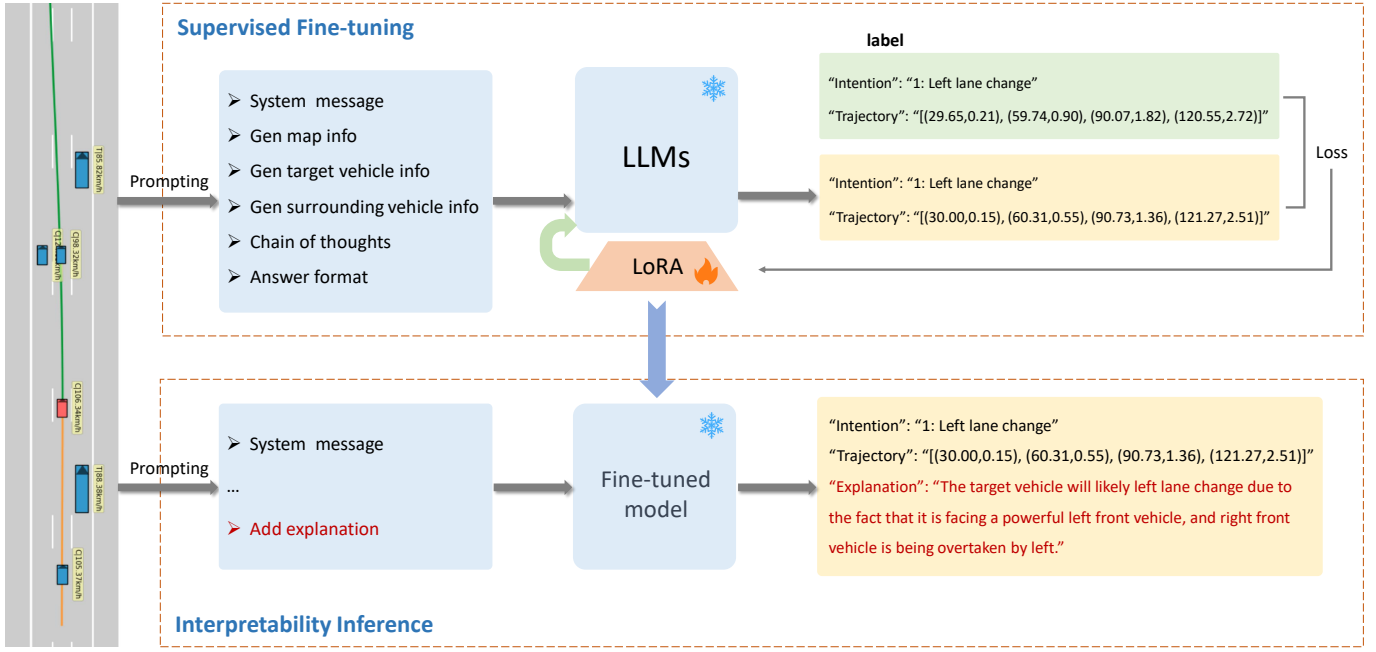 Supervised Fine-tuning
Prompting
➢ System message
➢ Gen map info
➢ Gen target vehicle info
➢ Gen surrounding vehicle info
➢ Chain of thoughts
➢ Answer format
LLMs
LoRA
label
“Intention”: “1: Left lane change”
“Trajectory”: “[(29.65,0.21), (59.74,0.90), (90.07,1.82), (120.55,2.72)]”
“Intention”: “1: Left lane change”
“Trajectory”: “[(30.00,0.15), (60.31,0.55), (90.73,1.36), (121.27,2.51)]”
Loss
T|85.82km/h
C|98.32km/h
C|106.34km/h
T|88.38km/h
C|105.37km/h
Prompting
➢ System message
...
➢ Add explanation
Fine-tuned
model
“Intention”: “1: Left lane change”
“Trajectory”: “[(30.00,0.15), (60.31,0.55), (90.73,1.36), (121.27,2.51)]”
“Explanation”: “The target vehicle will likely left lane change due to
the fact that it is facing a powerful left front vehicle, and right front
vehicle is being overtaken by left.”
Interpretability Inference